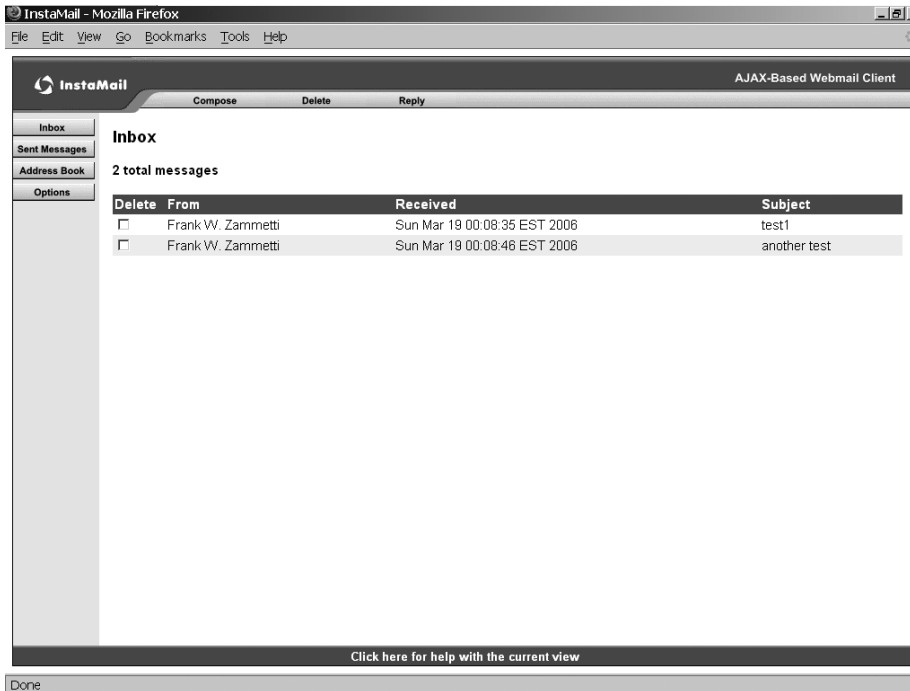 InstaMail - Mozilla Firefox
File Edit View Go Bookmarks Tools Help
InstaMail
AJAX-Based Webmail Client
Compose Delete Reply
Inbox
Sent Messages
Address Book
Options
Inbox
2 total messages
Delete From Received Subject
Frank W. Zammetti Sun Mar 19 00:08:35 EST 2006 test1
Frank W. Zammetti Sun Mar 19 00:08:46 EST 2006 another test
Click here for help with the current view
Done